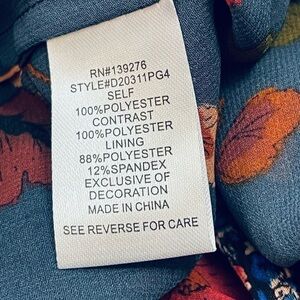 RN#139276
STYLE#D20311PG4
SELF
100%POLYESTER
CONTRAST
100%POLYESTER
LINING
88%POLYESTER
12%SPANDEX
EXCLUSIVE OF
DECORATION
MADE IN CHINA
SEE REVERSE FOR CARE